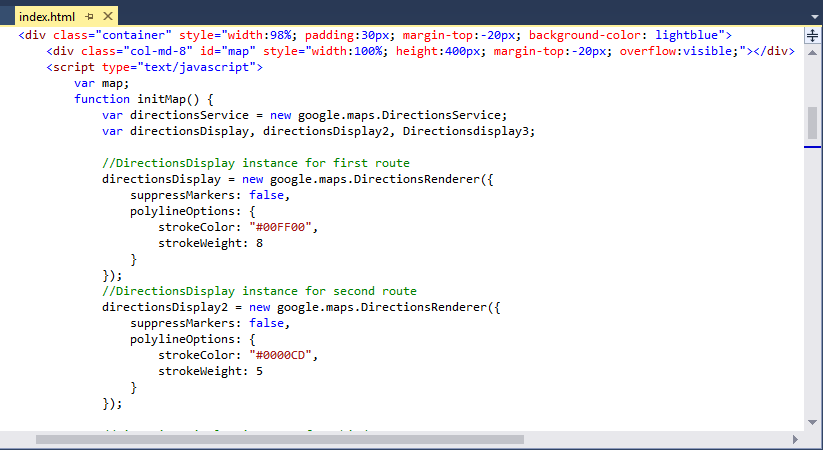 index.html
<div class="container" style="width:98%; padding:30px; margin-top:-20px; background-color: lightblue">
<div class="col-md-8" id="map" style="width:100%; height:400px; margin-top:-20px; overflow:visible;"></div>
<script type="text/javascript">
var map;
function initMap() {
var directionsService = new google.maps.DirectionsService;
var directionsDisplay, directionsDisplay2, Directionsdisplay3;
//DirectionsDisplay instance for first route
directionsDisplay = new google.maps.DirectionsRenderer({
suppressMarkers: false,
polylineOptions: {
strokeColor: "#00FF00",
strokeWeight: 8
}
});
//DirectionsDisplay instance for second route
directionsDisplay2 = new google.maps.DirectionsRenderer({
suppressMarkers: false,
polylineOptions: {
strokeColor: "#0000CD",
strokeWeight: 5
}
});